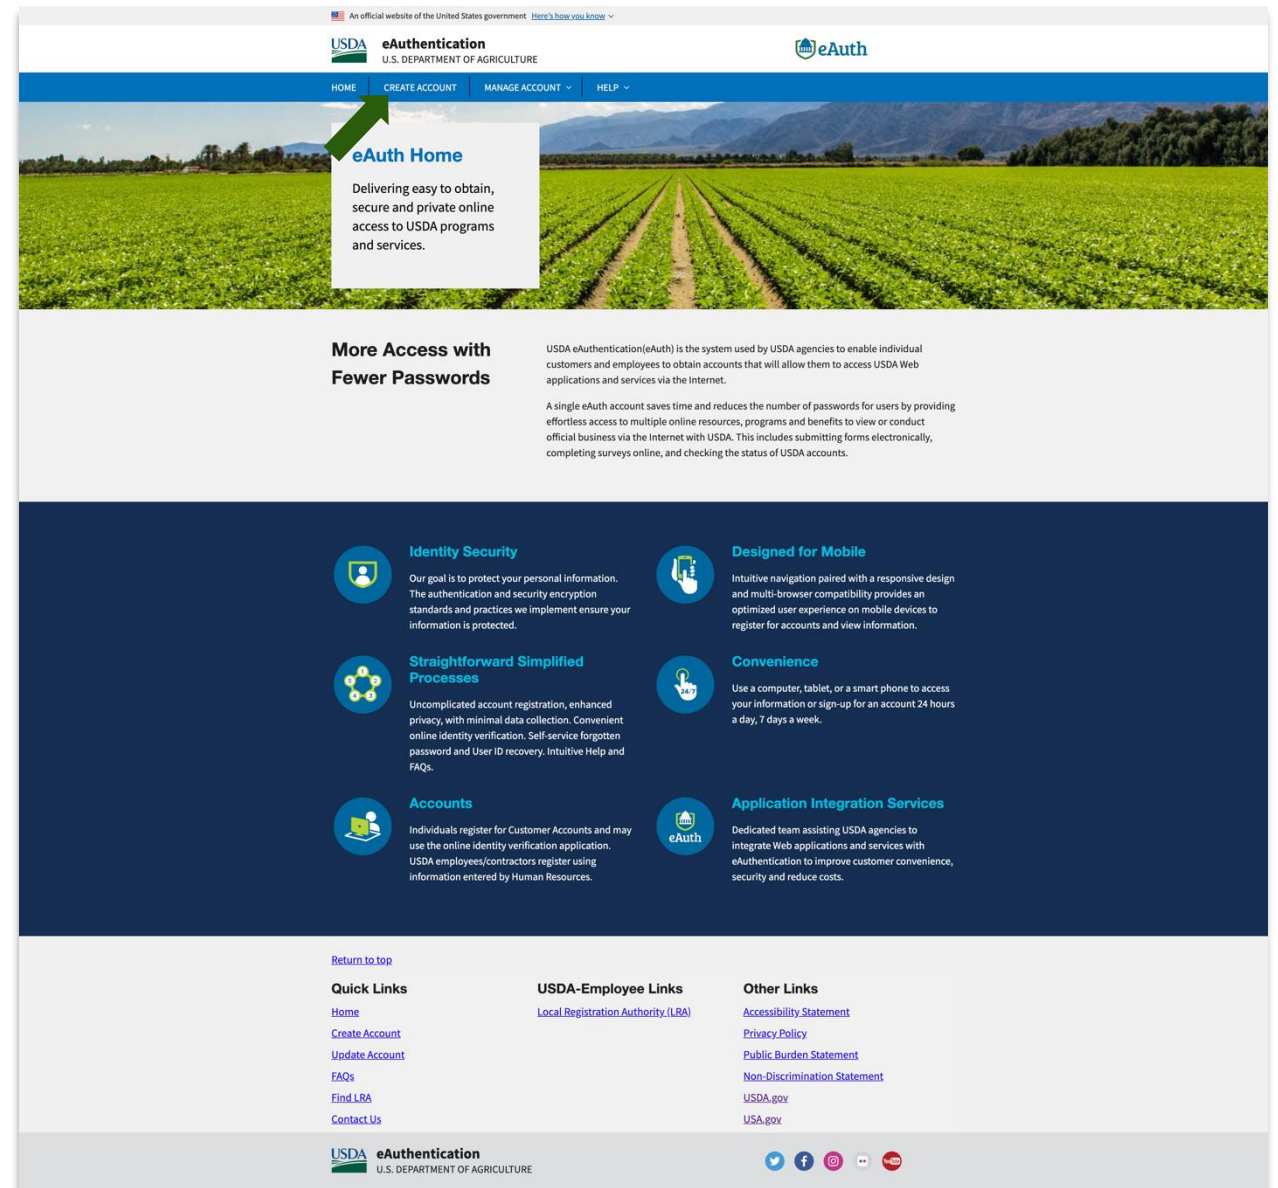 An official website of the United States government Here's how you know
USDA
eAuthentication
U.S. DEPARTMENT OF AGRICULTURE
eAuth
HOME
CREATE ACCOUNT
MANAGE ACCOUNT
HELP
eAuth Home
Delivering easy to obtain,
secure and private online
access to USDA programs
and services.
More Access with
Fewer Passwords
USDA eAuthentication(eAuth) is the system used by USDA agencies to enable individual
customers and employees to obtain accounts that will allow them to access USDA Web
applications and services via the Internet.
A single eAuth account saves time and reduces the number of passwords for users by providing
effortless access to multiple online resources, programs and benefits to view or conduct
official business via the Internet with USDA. This includes submitting forms electronically,
completing surveys online, and checking the status of USDA accounts.
Identity Security
Our goal is to protect your personal information.
The authentication and security encryption
standards and practices we implement ensure your
information is protected.
Designed for Mobile
Intuitive navigation paired with a responsive design
and multi-browser compatibility provides an
optimized user experience on mobile devices to
register for accounts and view information.
1
2
3
4
5
Straightforward Simplified
Processes
Uncomplicated account registration, enhanced
privacy, with minimal data collection. Convenient
online identity verification. Self-service forgotten
password and User ID recovery. Intuitive Help and
FAQs.
24/7
Convenience
Use a computer, tablet, or a smart phone to access
your information or sign-up for an account 24 hours
a day, 7 days a week.
Accounts
Individuals register for Customer Accounts and may
use the online identity verification application.
USDA employees/contractors register using
information entered by Human Resources.
eAuth
Application Integration Services
Dedicated team assisting USDA agencies to
integrate Web applications and services with
eAuthentication to improve customer convenience,
security and reduce costs.
Return to top
Quick Links
Home
Create Account
Update Account
FAQs
Find LRA
Contact Us
USDA-Employee Links
Local Registration Authority (LRA)
Other Links
Accessibility Statement
Privacy Policy
Public Burden Statement
Non-Discrimination Statement
USDA.gov
USA.gov
USDA
eAuthentication
U.S. DEPARTMENT OF AGRICULTURE
YouTube